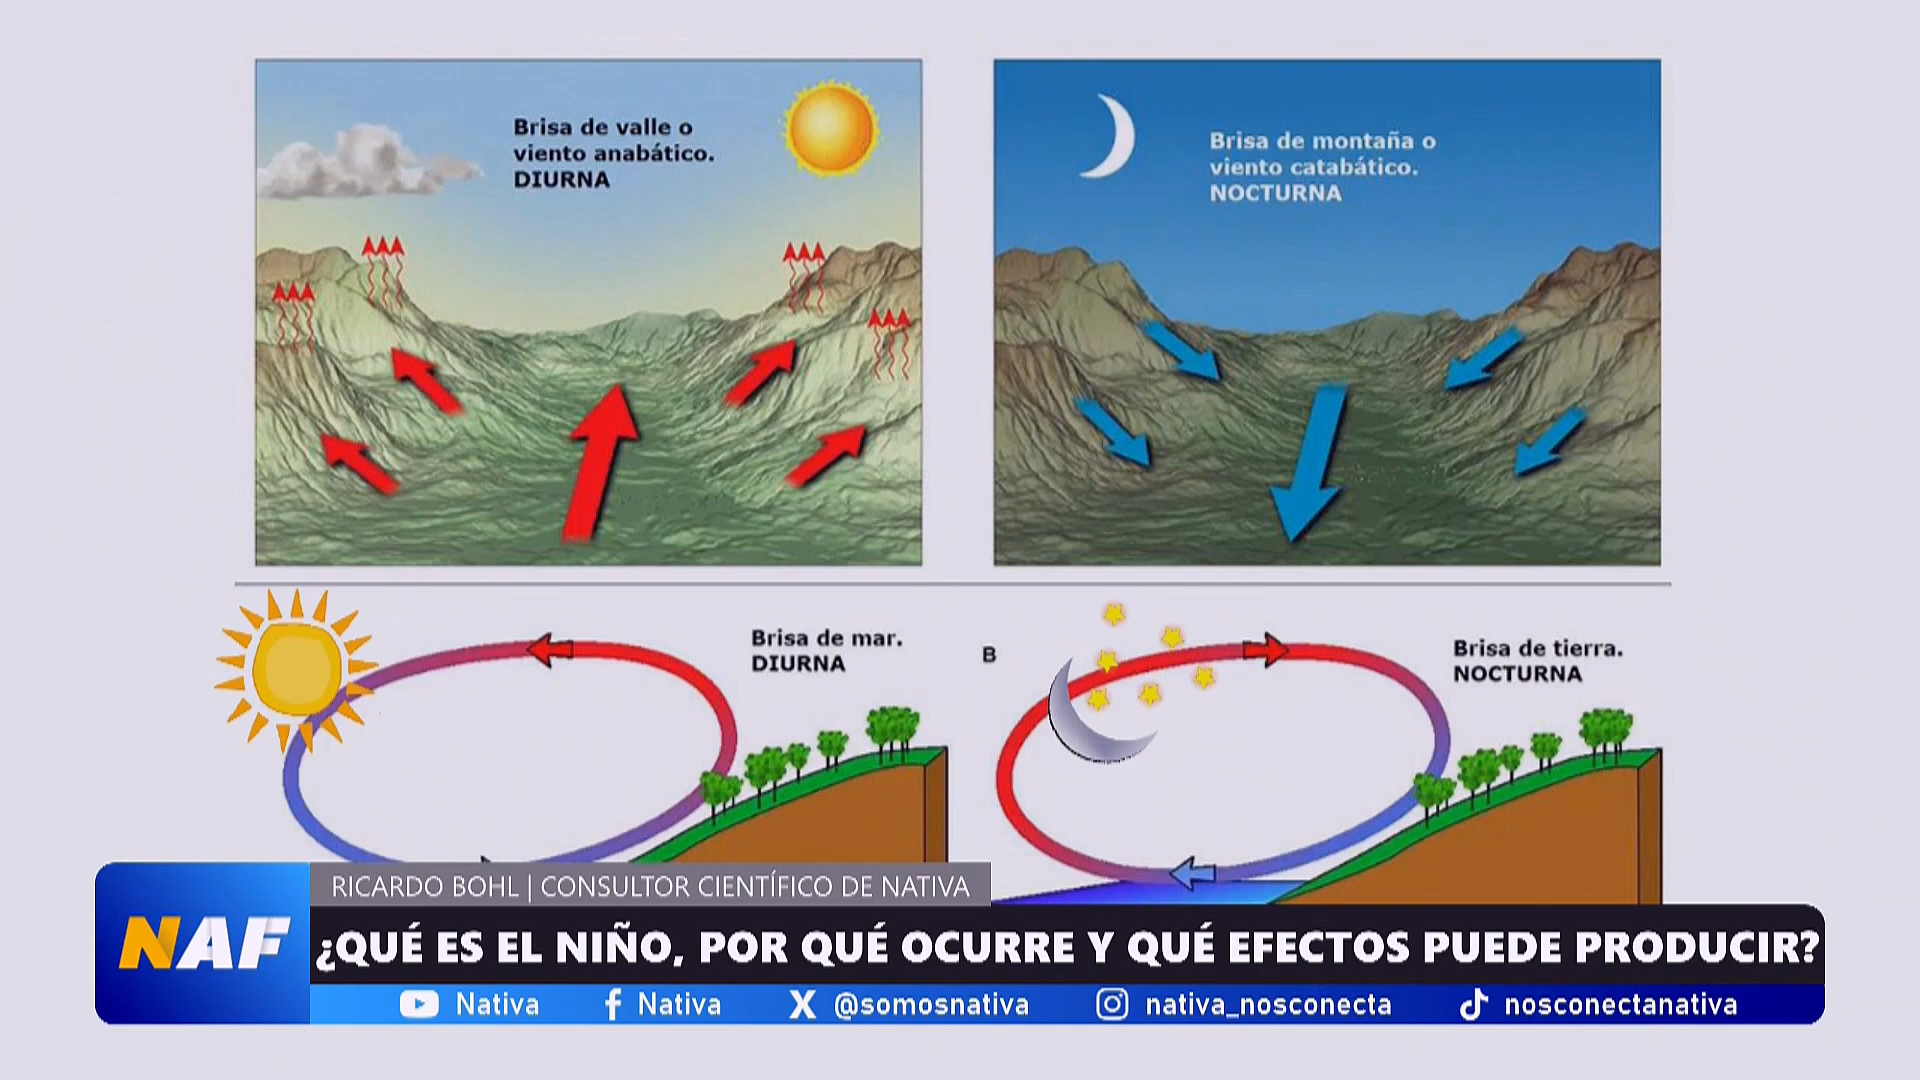 Brisa de valle o
viento anabático.
DIURNA
Brisa de montaña o
viento catabático.
NOCTURNA
Brisa de mar.
DIURNA
B
Brisa de tierra.
NOCTURNA
RICARDO BOHL | CONSULTOR CIENTÍFICO DE NATIVA
NAF
¿QUÉ ES EL NIÑO, POR QUÉ OCURRE Y QUÉ EFECTOS PUEDE PRODUCIR?
Nativa
Nativa
@somosnativa
nativa_nosconecta
nosconectanativa